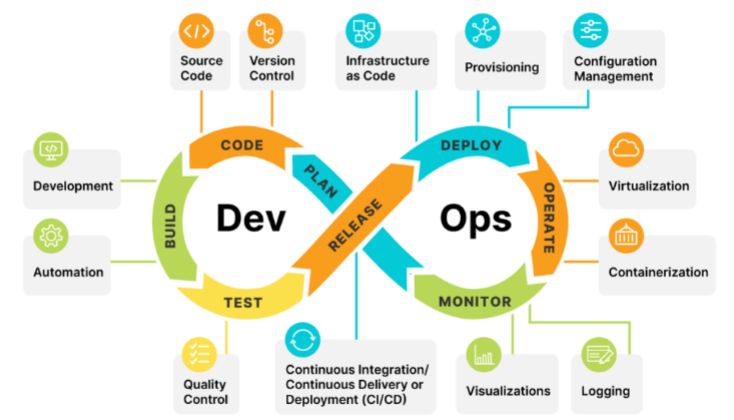 Source
Code
Version
Control
Infrastructure
as Code
Provisioning
Configuration
Management
CODE
PLAN
DEPLOY
Development
BUILD
Dev
RELEASE
Ops
OPERATE
Virtualization
Automation
Containerization
TEST
MONITOR
Quality
Control
Continuous Integration/
Continuous Delivery or
Deployment (CI/CD)
Visualizations
Logging